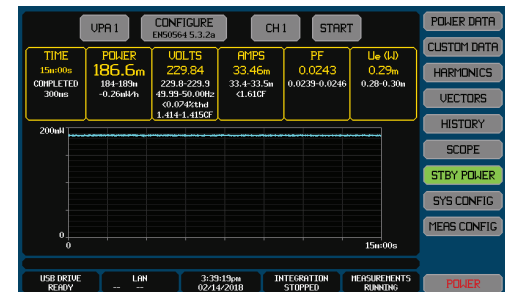 VPA 1
CONFIGURE
EN50564 5.3.2a
CH 1
START
POWER DATA
CUSTOM DATA
HARMONICS
VECTORS
HISTORY
SCOPE
STBY POWER
SYS CONFIG
MEAS CONFIG
POWER
TIME
15m:00s
COMPLETED
300ms
POWER
186.6m
184-189m
-0.26mW/h
VOLTS
229.84
229.8-229.9
49.99-50.00Hz
<0.074%thd
1.414-1.415CF
AMPS
33.46m
33.4-33.5m
<1.61CF
PF
0.0243
0.0239-0.0246
Ue (W)
0.29m
0.28-0.30m
200mW
0
0
15m:00s
USB DRIVE
READY
LAN
-- --
3:39:19pm
02/14/2018
INTEGRATION
STOPPED
MEASUREMENTS
RUNNING